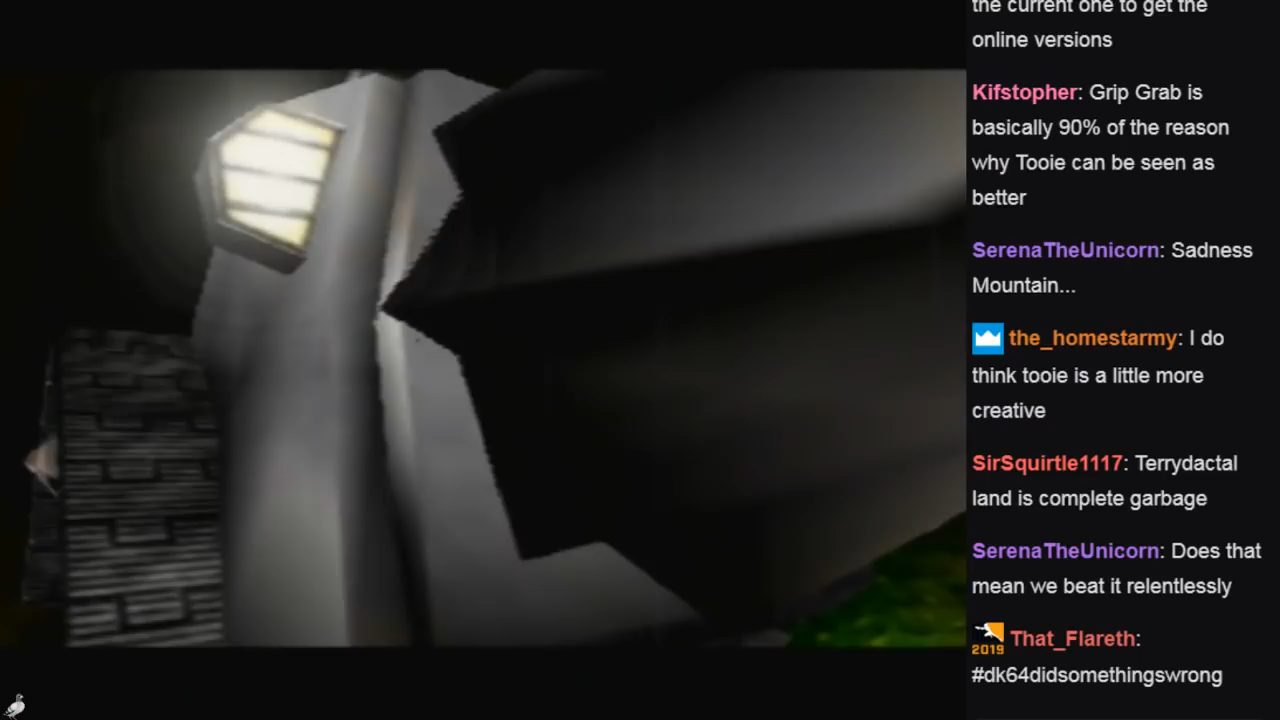 the current one to get the
online versions
Kifstopher: Grip Grab is
basically 90% of the reason
why Tooie can be seen as
better
SerenaTheUnicorn: Sadness
Mountain...
the_homestarmy: I do
think tooie is a little more
creative
SirSquirtle1117: Terrydactal
land is complete garbage
SerenaTheUnicorn: Does that
mean we beat it relentlessly
2019 That_Flareth:
#dk64didsomethingswrong